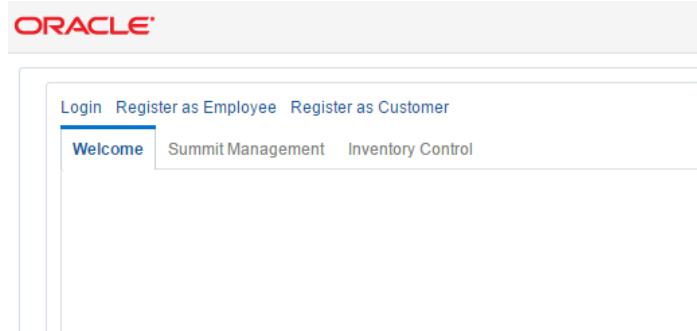 ORACLE
Login Register as Employee Register as Customer
Welcome Summit Management Inventory Control